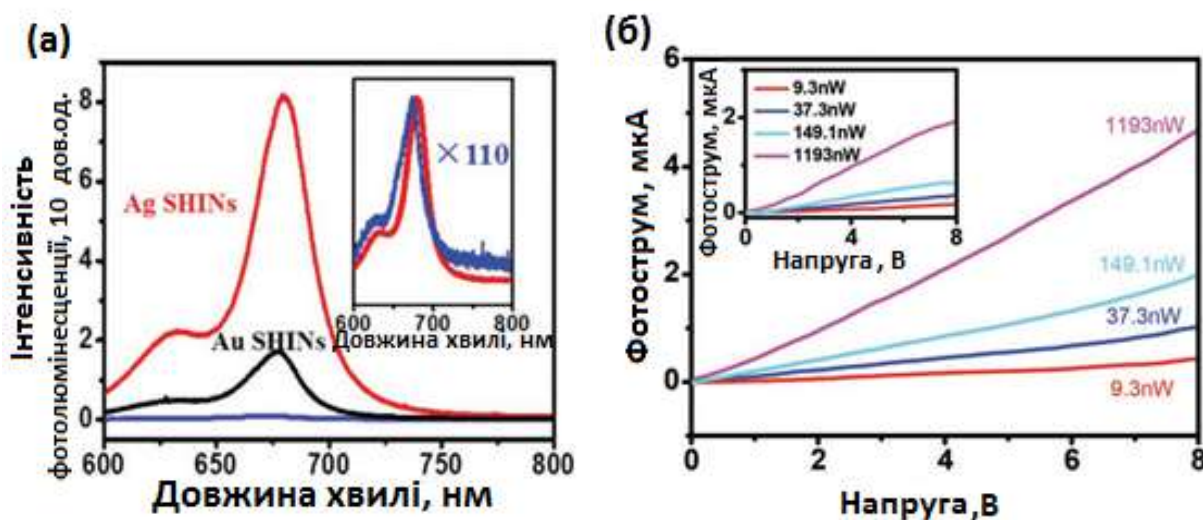 (а)
Інтенсивність
фотолюмінесценції, 10 дов.од.
8
6
4
2
0
Ag SHINs
Au SHINs
×110
600 700 800
Довжина хвилі, нм
600 650 700 750 800
Довжина хвилі, нм
(б)
Фотострум, мкА
6
4
2
0
Фотострум, мкА
2
0
9.3nW
37.3nW
149.1nW
1193nW
0 4 8
Напруга , В
1193nW
149.1nW
37.3nW
9.3nW
0 2 4 6 8
Напруга,В